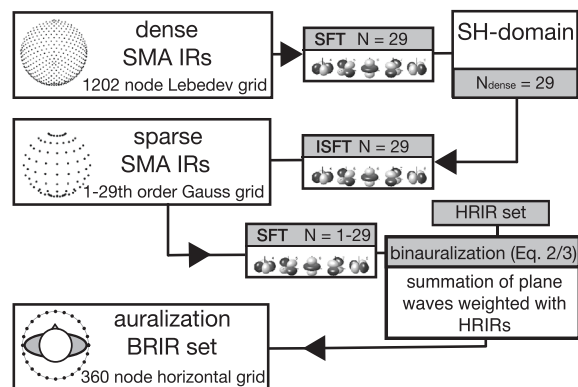 dense
SMA IRs
1202 node Lebedev grid
SFT N = 29
SH-domain
Ndense = 29
sparse
SMA IRs
1-29th order Gauss grid
ISFT N = 29
SFT N = 1-29
HRIR set
binauralization (Eq. 2/3)
summation of plane
waves weighted with
HRIRs
auralization
BRIR set
360 node horizontal grid